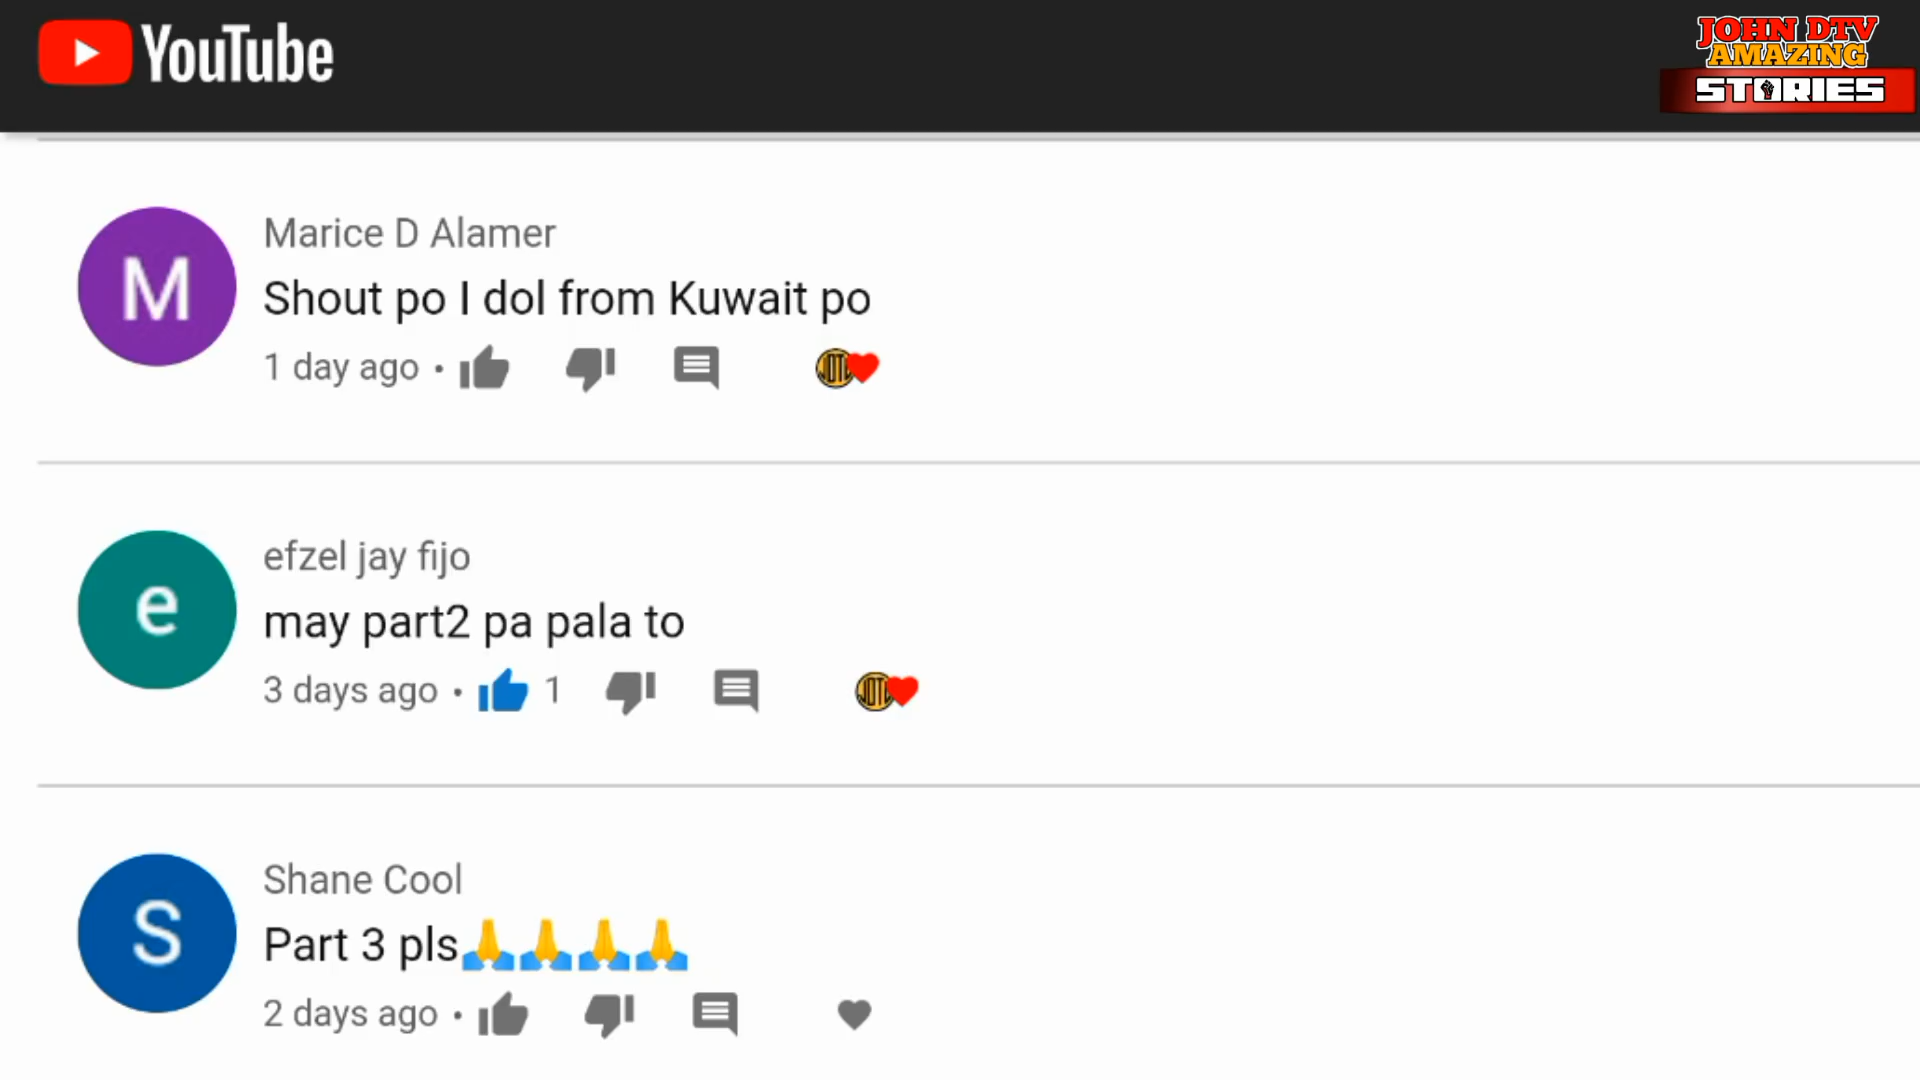 YouTube
JOHN DTV
AMAZING
STORIES
M
Marice D Alamer
Shout po I dol from Kuwait po
1 day ago •
e
efzel jay fijo
may part2 pa pala to
3 days ago • 1
S
Shane Cool
Part 3 pls🙏🙏🙏🙏
2 days ago •